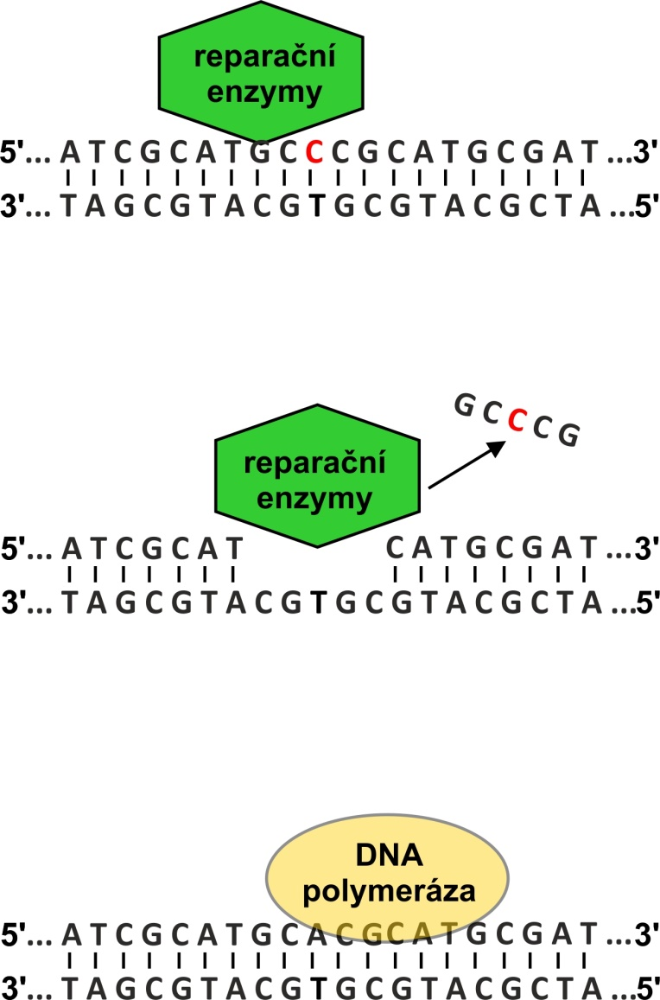 reparační
enzymy
5'... A T C G C A T G C C C G C A T G C G A T ...3'
3'... T A G C G T A C G T G C G T A C G C T A ...5'
G C C C G
reparační
enzymy
5'... A T C G C A T C A T G C G A T ...3'
3'... T A G C G T A C G T G C G T A C G C T A ...5'
DNA
polymeráza
5'... A T C G C A T G C A C G C A T G C G A T ...3'
3'... T A G C G T A C G T G C G T A C G C T A ...5'